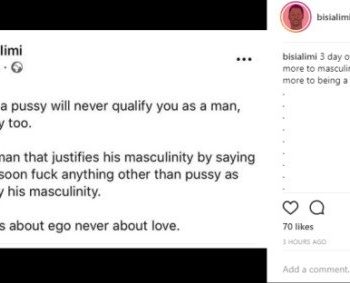 alimi
a pussy will never qualify you as a man,
y too.
man that justifies his masculinity by saying
soon fuck anything other than pussy as
y his masculinity.
s about ego never about love.
bisialimi
bisialimi 3 day o
more to masculin
more to being a
.
.
.
.
.
.
.
70 likes
3 HOURS AGO
Add a comment.